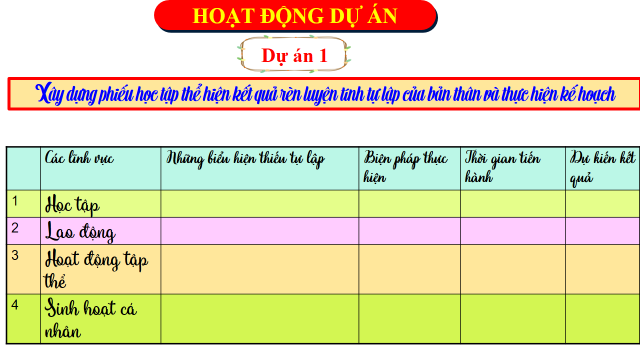 HOẠT ĐỘNG DỰ ÁN
Dự án 1
Xây dựng phiếu học tập thể hiện kết quả rèn luyện tính tự lập của bản thân và thực hiện kế hoạch
Các lĩnh vực
Những biểu hiện thiếu tự lập
Biện pháp thực
hiện
Thời gian tiến
hành
Dự kiến kết
quả
1
Học tập
2
Lao động
3
Hoạt động tập
thể
4
Sinh hoạt cá
nhân